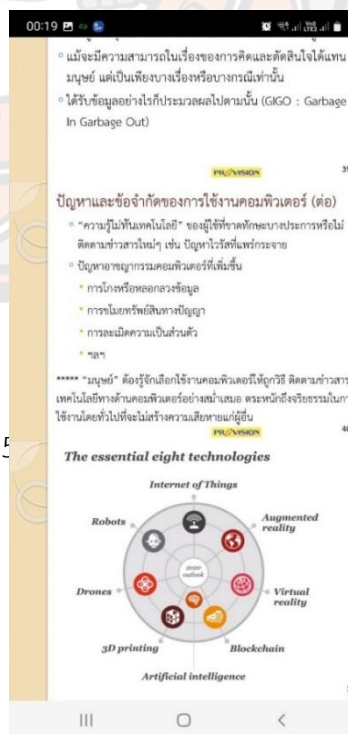 00:19
แม้จะมีความสามารถในเรื่องของการคิดและตัดสินใจได้แทน
มนุษย์ แต่เป็นเพียงบางเรื่องหรือบางกรณีเท่านั้น
ได้รับข้อมูลอย่างไรก็ประมวลผลไปตามนั้น (GIGO : Garbage
In Garbage Out)
PROVISION
ปัญหาและข้อจำกัดของการใช้งานคอมพิวเตอร์ (ต่อ)
"ความรู้ไม่ทันเทคโนโลยี" ของผู้ใช้ที่ขาดทักษะบางประการหรือไม่
ติดตามข่าวสารใหม่ๆ เช่น ปัญหาไวรัสที่แพร่กระจาย
ปัญหาอาชญากรรมคอมพิวเตอร์ที่เพิ่มขึ้น
การโกงหรือหลอกลวงข้อมูล
การขโมยทรัพย์สินทางปัญญา
การละเมิดความเป็นส่วนตัว
ฯลฯ
***** "มนุษย์" ต้องรู้จักเลือกใช้งานคอมพิวเตอร์ให้ถูกวิธี ติดตามข่าวสาร
เทคโนโลยีทางด้านคอมพิวเตอร์อย่างสม่ำเสมอ ตระหนักถึงจริยธรรมในกา
ใช้งานโดยทั่วไปที่จะไม่สร้างความเสียหายแก่ผู้อื่น
PROVISION
5
The essential eight technologies
Internet of Things
Robots
Augmented
reality
2020
outlook
Drones
Virtual
reality
3D printing
Blockchain
Artificial intelligence